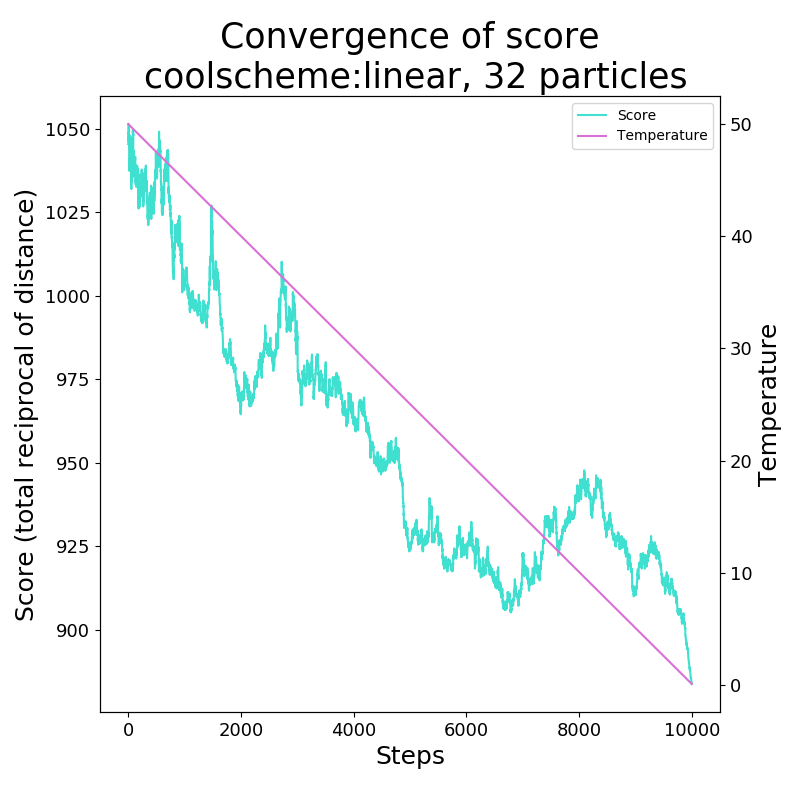 Convergence of score
coolscheme:linear, 32 particles
Score
Temperature
1050
1025
1000
975
950
925
900
Score (total reciprocal of distance)
50
40
30
20
10
0
Temperature
0 2000 4000 6000 8000 10000
Steps